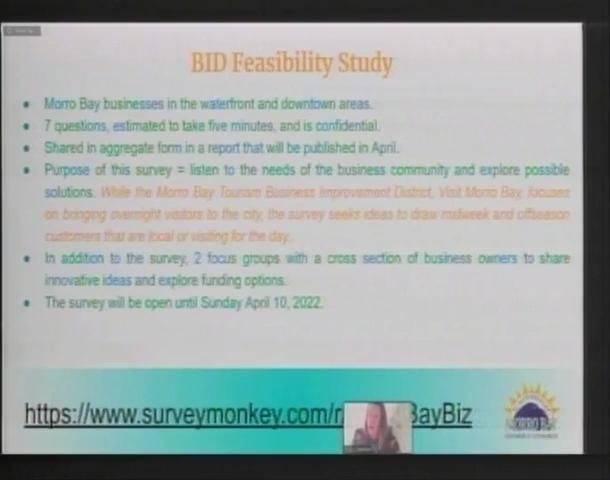 BID Feasibility Study
Morro Bay businesses in the waterfront and downtown areas.
7 questions, estimated to take five minutes, and is confidential.
Shared in aggregate form in a report that will be published in April.
Purpose of this survey = listen to the needs of the business community and explore possible
solutions. While the Morro Bay Tourism Business Improvement District, Visit Morro Bay, focuses
on bringing overnight visitors to the city, the survey seeks ideas to draw midweek and offseason
customers that are local or visiting for the day.
In addition to the survey, 2 focus groups with a cross section of business owners to share
innovative ideas and explore funding options.
The survey will be open until Sunday April 10, 2022.
https://www.surveymonkey.com/r BayBiz
MORRO BAY